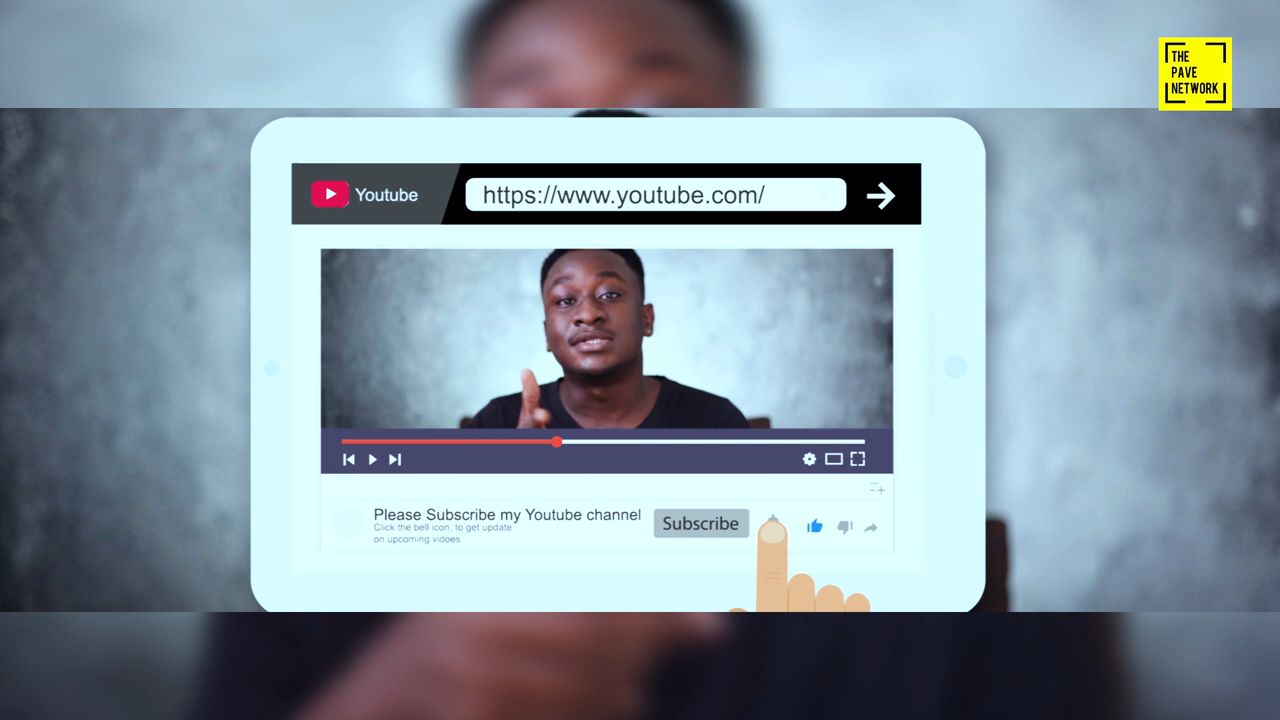 THE
PAVE
NETWORK
Youtube
https://www.youtube.com/
Please Subscribe my Youtube channel
Click the bell icon, to get update
on upcoming vidoes
Subscribe